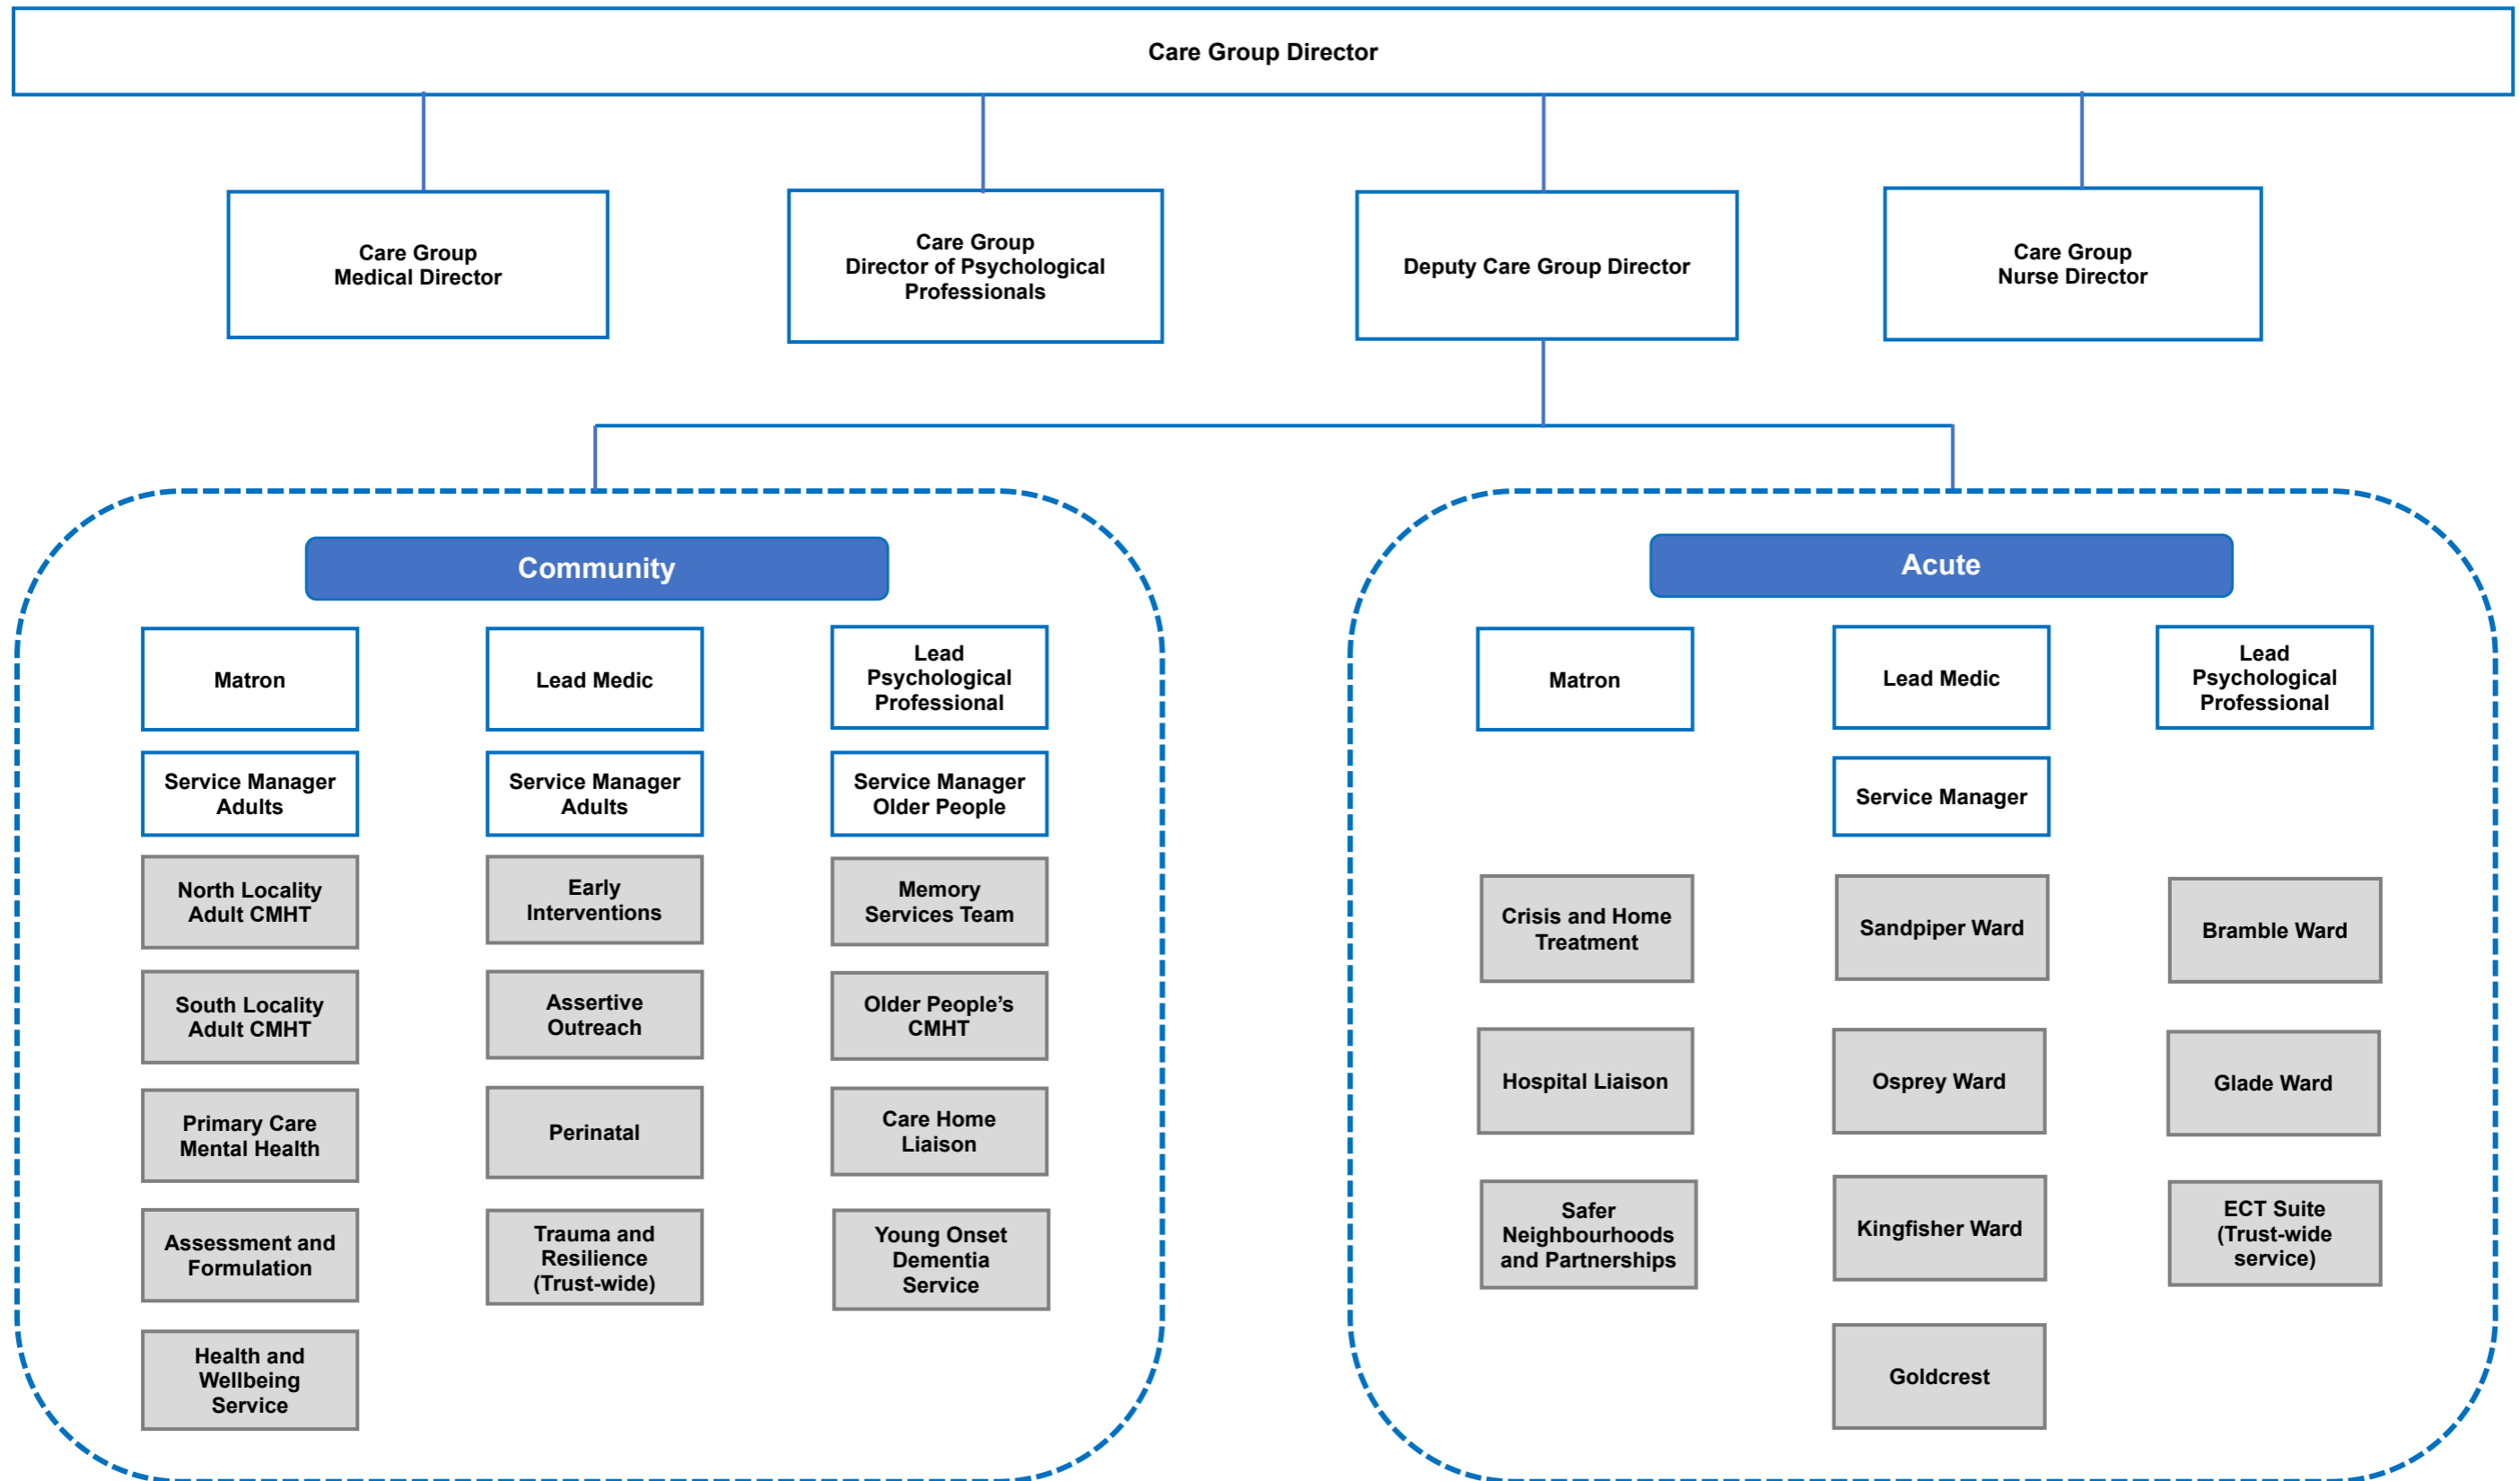 Care Group Director
Care Group
Medical Director
Care Group
Director of Psychological
Professionals
Deputy Care Group Director
Care Group
Nurse Director
Community
Matron
Lead Medic
Lead
Psychological
Professional
Service Manager
Adults
Service Manager
Adults
Service Manager
Older People
North Locality
Adult CMHT
Early
Interventions
Memory
Services Team
South Locality
Adult CMHT
Assertive
Outreach
Older People’s
CMHT
Primary Care
Mental Health
Perinatal
Care Home
Liaison
Assessment and
Formulation
Trauma and
Resilience
(Trust-wide)
Young Onset
Dementia
Service
Health and
Wellbeing
Service
Acute
Matron
Lead Medic
Lead
Psychological
Professional
Service Manager
Crisis and Home
Treatment
Sandpiper Ward
Bramble Ward
Hospital Liaison
Osprey Ward
Glade Ward
Safer
Neighbourhoods
and Partnerships
Kingfisher Ward
ECT Suite
(Trust-wide
service)
Goldcrest